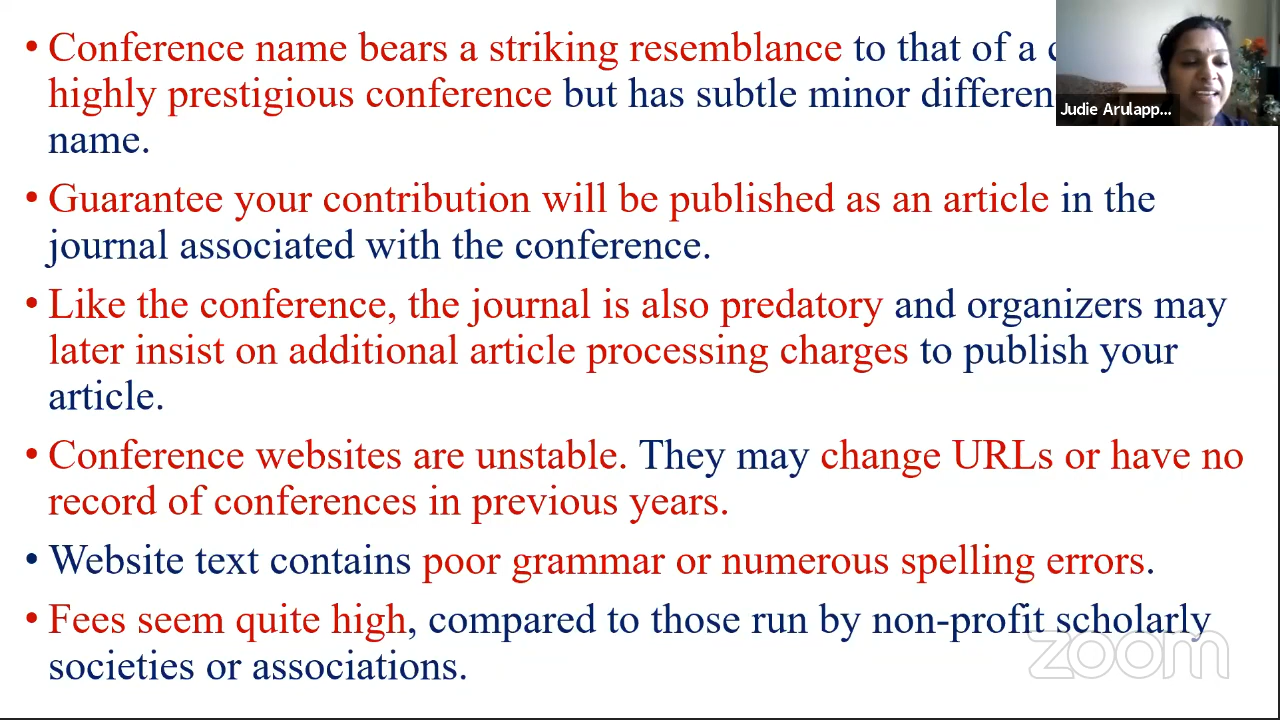 • Conference name bears a striking resemblance to that of a
highly prestigious conference but has subtle minor
name.
• Guarantee your contribution will be published as an article in the
journal associated with the conference.
• Like the conference, the journal is also predatory and organizers may
later insist on additional article processing charges to publish your
article.
• Conference websites are unstable. They may change URLs or have no
record of conferences in previous years.
• Website text contains poor grammar or numerous spelling errors.
• Fees seem quite high, compared to those run by non-profit scholarly
societies or associations.
Judie Arulapp...
zoom